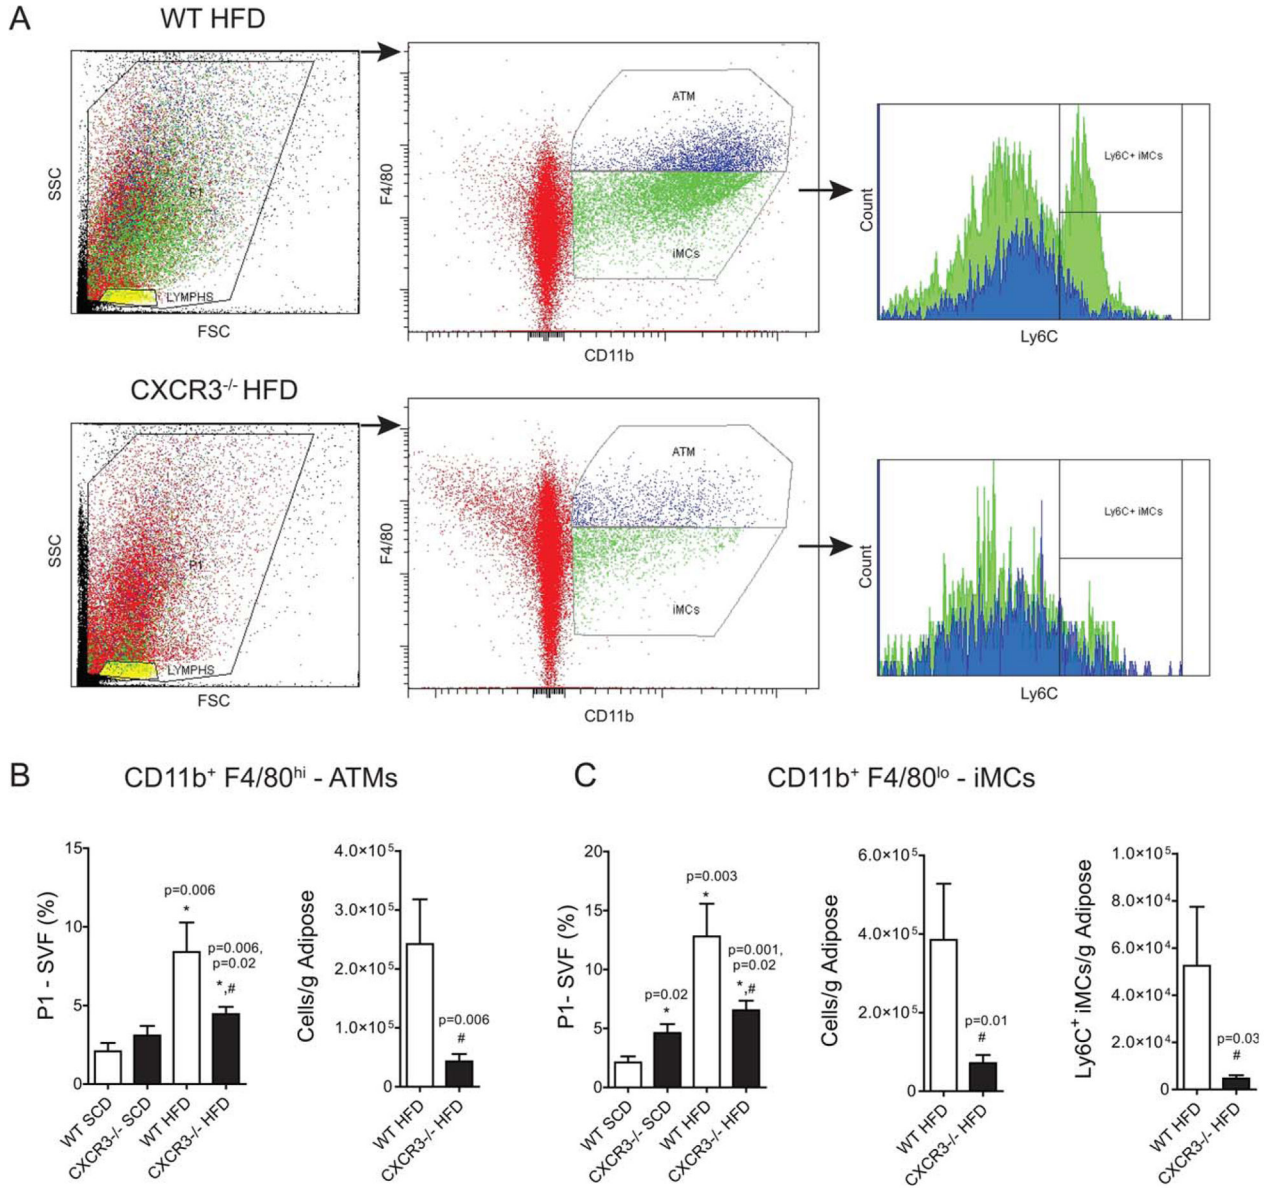 A
WT HFD
SSC
P1
LYMPHS
FSC
F4/80
ATM
iMCs
CD11b
Count
Ly6C+ iMCs
Ly6C
CXCR3-/- HFD
SSC
P1
LYMPHS
FSC
F4/80
ATM
iMCs
CD11b
Count
Ly6C+ iMCs
Ly6C
B
CD11b+ F4/80hi - ATMs
P1 - SVF (%)
15
10
5
0
p=0.006
*
p=0.006,
p=0.02
*,#
WT SCD
CXCR3-/- SCD
WT HFD
CXCR3-/- HFD
Cells/g Adipose
4.0×10⁵
3.0×10⁵
2.0×10⁵
1.0×10⁵
0
p=0.006
#
WT HFD
CXCR3-/- HFD
C
CD11b+ F4/80lo - iMCs
P1- SVF (%)
20
15
10
5
0
p=0.02
*
p=0.003
*
p=0.001,
p=0.02
*,#
WT SCD
CXCR3-/- SCD
WT HFD
CXCR3-/- HFD
Cells/g Adipose
6.0×10⁵
4.0×10⁵
2.0×10⁵
0
p=0.01
#
WT HFD
CXCR3-/- HFD
Ly6C+ iMCs/g Adipose
1.0×10⁵
8.0×10⁴
6.0×10⁴
4.0×10⁴
2.0×10⁴
0
p=0.03
#
WT HFD
CXCR3-/- HFD